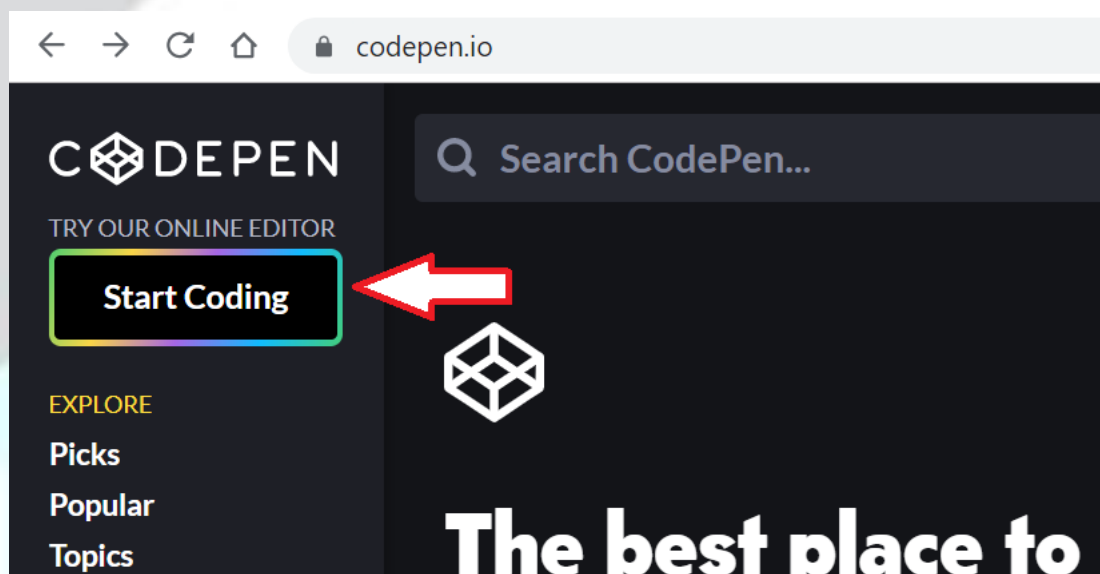 codepen.io
CODEPEN
Search CodePen...
TRY OUR ONLINE EDITOR
Start Coding
EXPLORE
Picks
Popular
Topics
The best place to